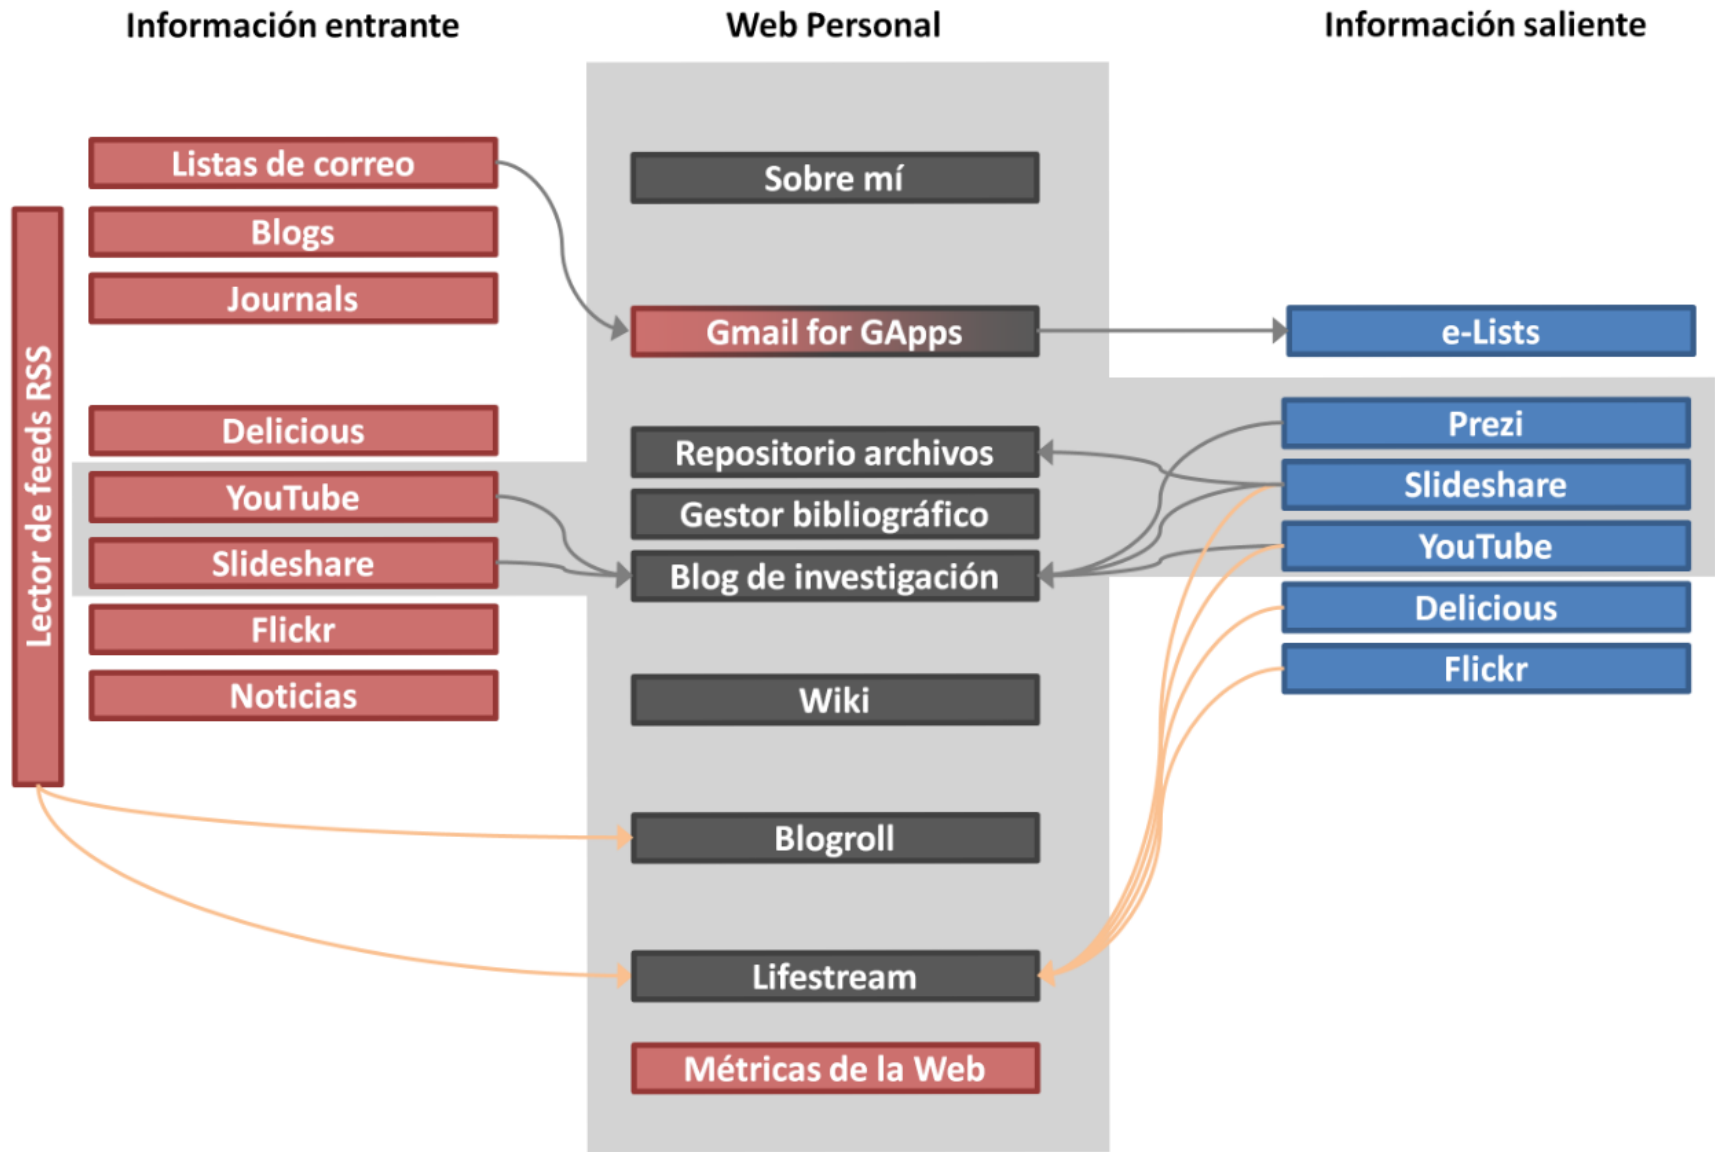 Información entrante
Web Personal
Información saliente
Lector de feeds RSS
Listas de correo
Blogs
Journals
Delicious
YouTube
Slideshare
Flickr
Noticias
Sobre mí
Gmail for GApps
Repositorio archivos
Gestor bibliográfico
Blog de investigación
Wiki
Blogroll
Lifestream
Métricas de la Web
e-Lists
Prezi
Slideshare
YouTube
Delicious
Flickr